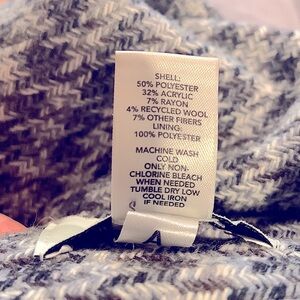 SHELL:
50% POLYESTER
32% ACRYLIC
7% RAYON
4% RECYCLED WOOL
7% OTHER FIBERS
LINING:
100% POLYESTER
MACHINE WASH
COLD
ONLY NON-
CHLORINE BLEACH
WHEN NEEDED
TUMBLE DRY LOW
COOL IRON
IF NEEDED